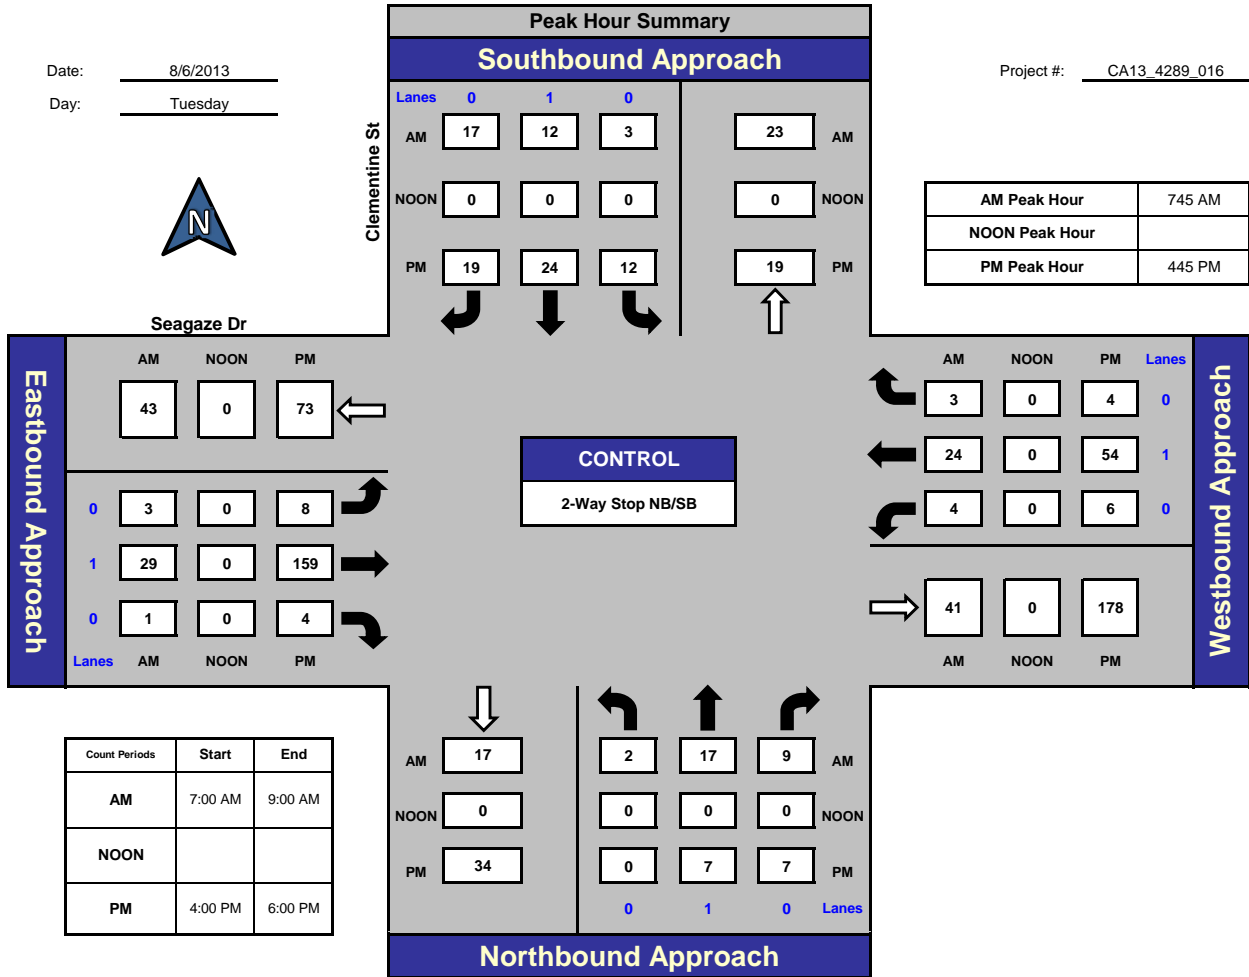 Peak Hour Summary
Southbound Approach
Date: 8/6/2013
Project #: CA13_4289_016
Day: Tuesday
Clementine St
Lanes 0 1 0
AM 17 12 3 23 AM
NOON 0 0 0 0 NOON
PM 19 24 12 19 PM
N
AM Peak Hour 745 AM
NOON Peak Hour
PM Peak Hour 445 PM
Seagaze Dr
Eastbound Approach
AM NOON PM
43 0 73
0 3 0 8
1 29 0 159
0 1 0 4
Lanes AM NOON PM
CONTROL
2-Way Stop NB/SB
AM NOON PM Lanes
3 0 4 0
24 0 54 1
4 0 6 0
41 0 178
AM NOON PM
Westbound Approach
Count Periods Start End
AM 7:00 AM 9:00 AM
NOON
PM 4:00 PM 6:00 PM
AM 17 2 17 9 AM
NOON 0 0 0 0 NOON
PM 34 0 7 7 PM
0 1 0 Lanes
Northbound Approach